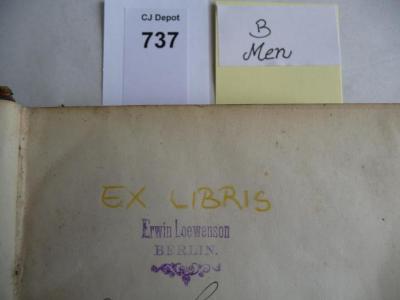 CJ Depot
737
B
Men
EX LIBRIS
Erwin Loewenson
BERLIN.